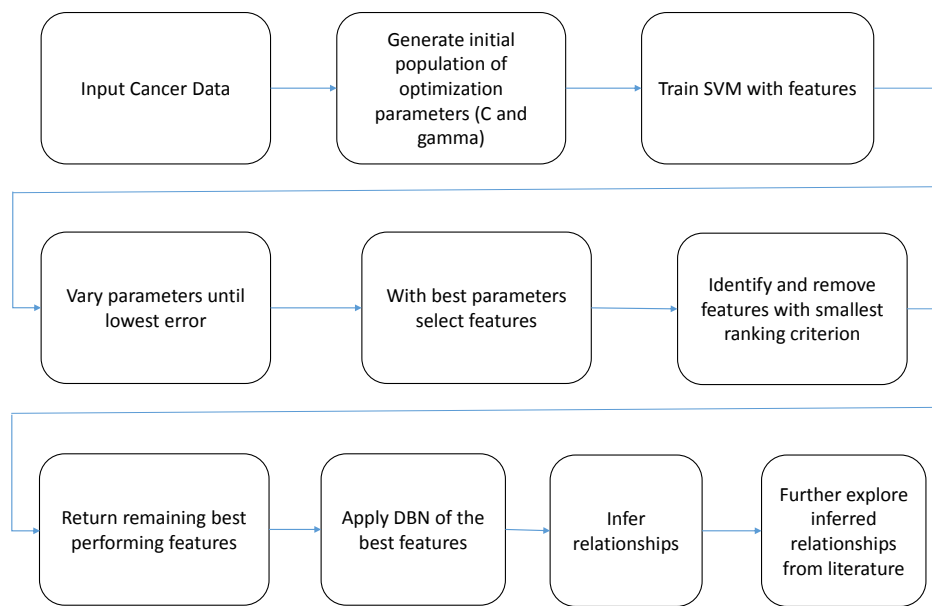 Input Cancer Data
Generate initial
population of
optimization
parameters (C and
gamma)
Train SVM with features
Vary parameters until
lowest error
With best parameters
select features
Identify and remove
features with smallest
ranking criterion
Return remaining best
performing features
Apply DBN of the
best features
Infer
relationships
Further explore
inferred
relationships
from literature